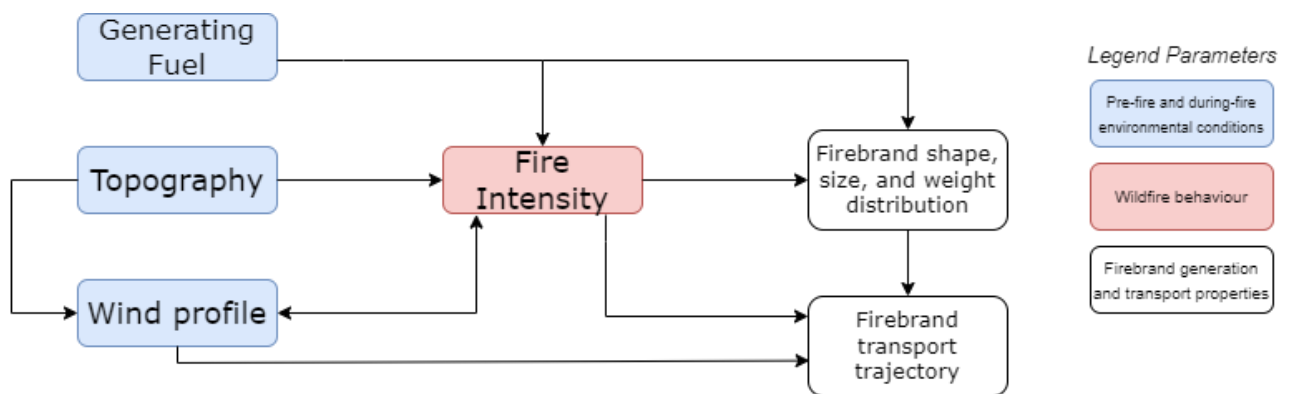 Generating
Fuel
Topography
Wind profile
Fire
Intensity
Firebrand shape,
size, and weight
distribution
Firebrand
transport
trajectory
Legend Parameters
Pre-fire and during-fire
environmental conditions
Wildfire behaviour
Firebrand generation
and transport properties